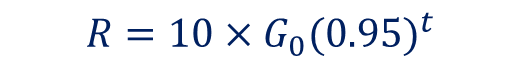 R = 10 × G₀(0.95)ᵗ